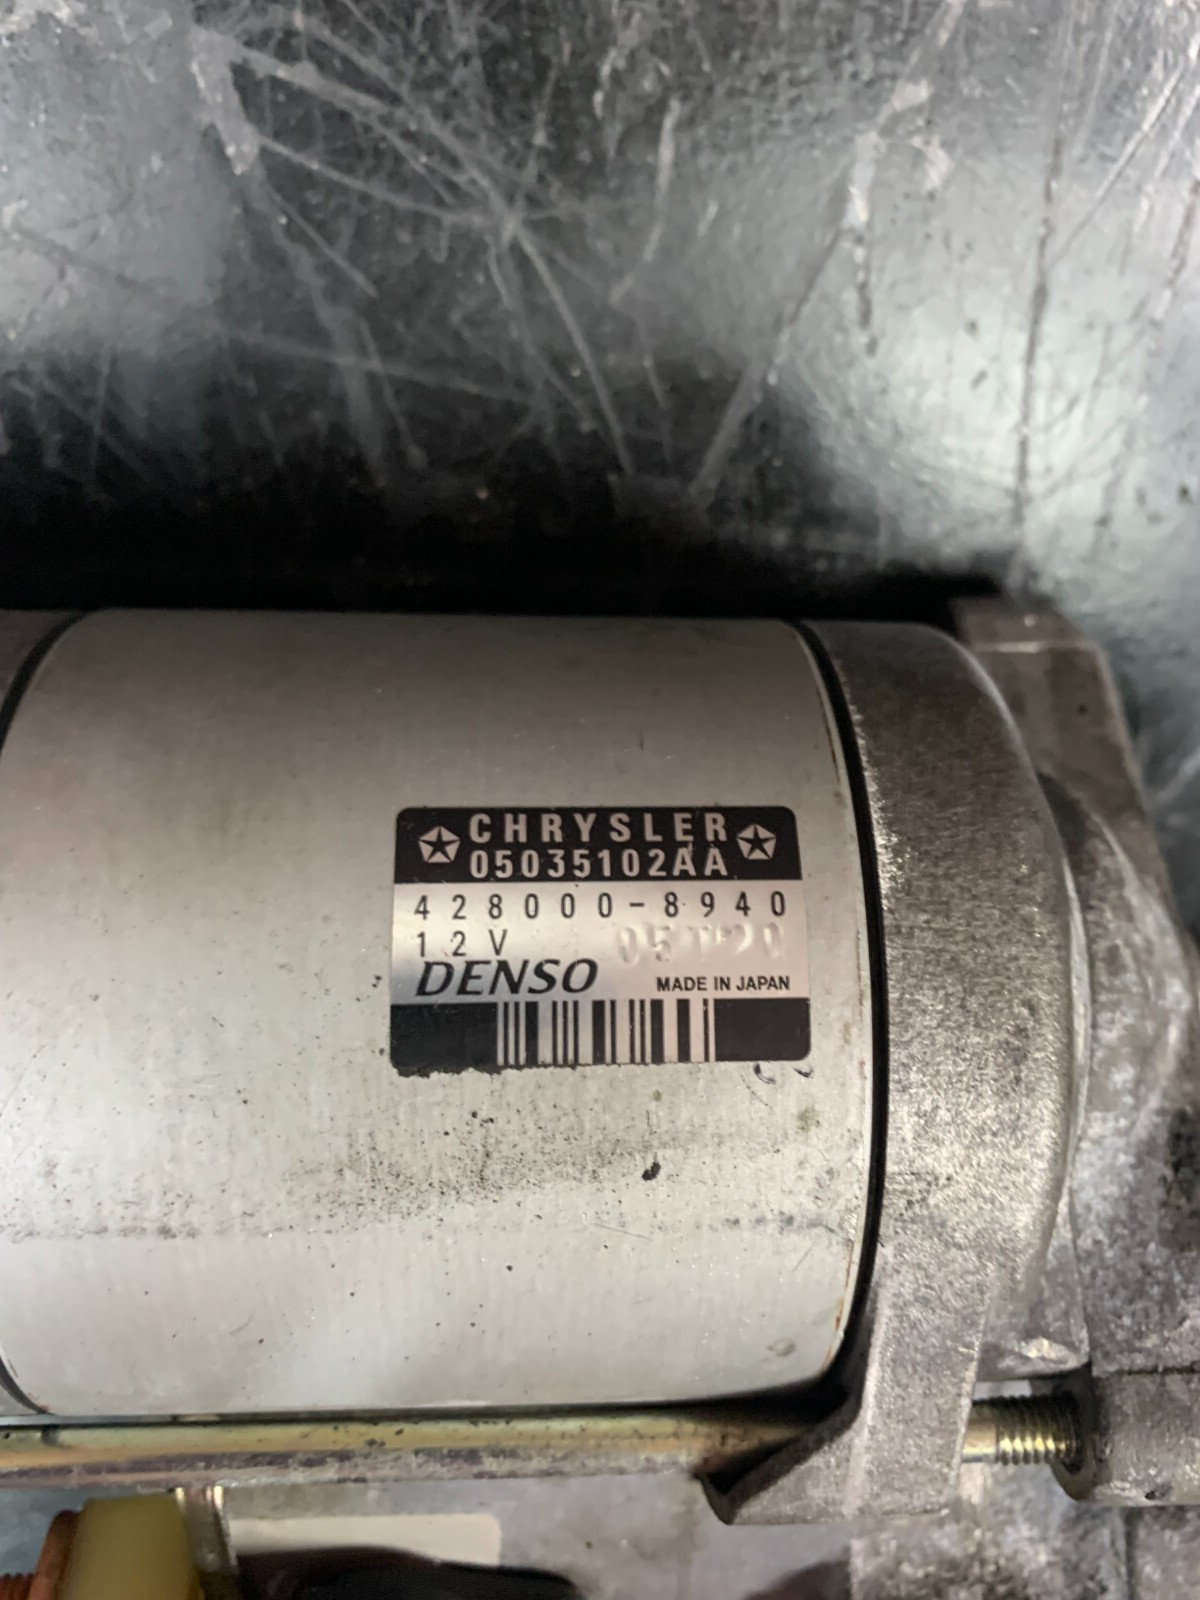 CHRYSLER
05035102AA
428000-8940
12V
DENSO MADE IN JAPAN